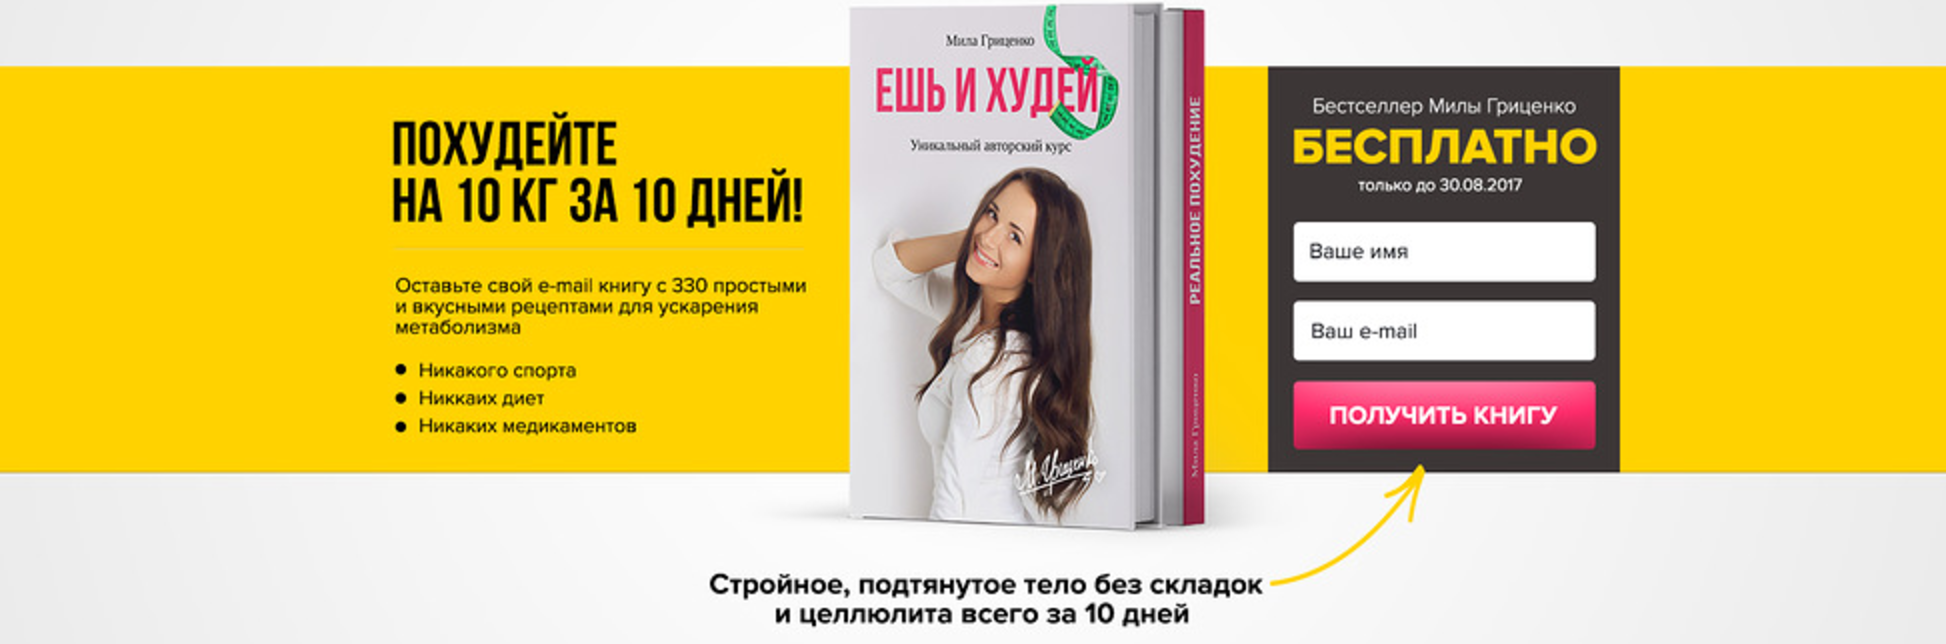 ПОХУДЕЙТЕ
НА 10 КГ ЗА 10 ДНЕЙ!
Оставьте свой e-mail книгу с 330 простыми
и вкусными рецептами для ускарения
метаболизма
Никакого спорта
Никкаих диет
Никаких медикаментов
Мила Гриценко
ЕШЬ И ХУДЕЙ
Уникальный авторский курс
М. Гриценко
РЕАЛЬНОЕ ПОХУДЕНИЕ
Мила Гриценко
Бестселлер Милы Гриценко
БЕСПЛАТНО
только до 30.08.2017
Ваше имя
Ваш e-mail
ПОЛУЧИТЬ КНИГУ
Стройное, подтянутое тело без складок
и целлюлита всего за 10 дней